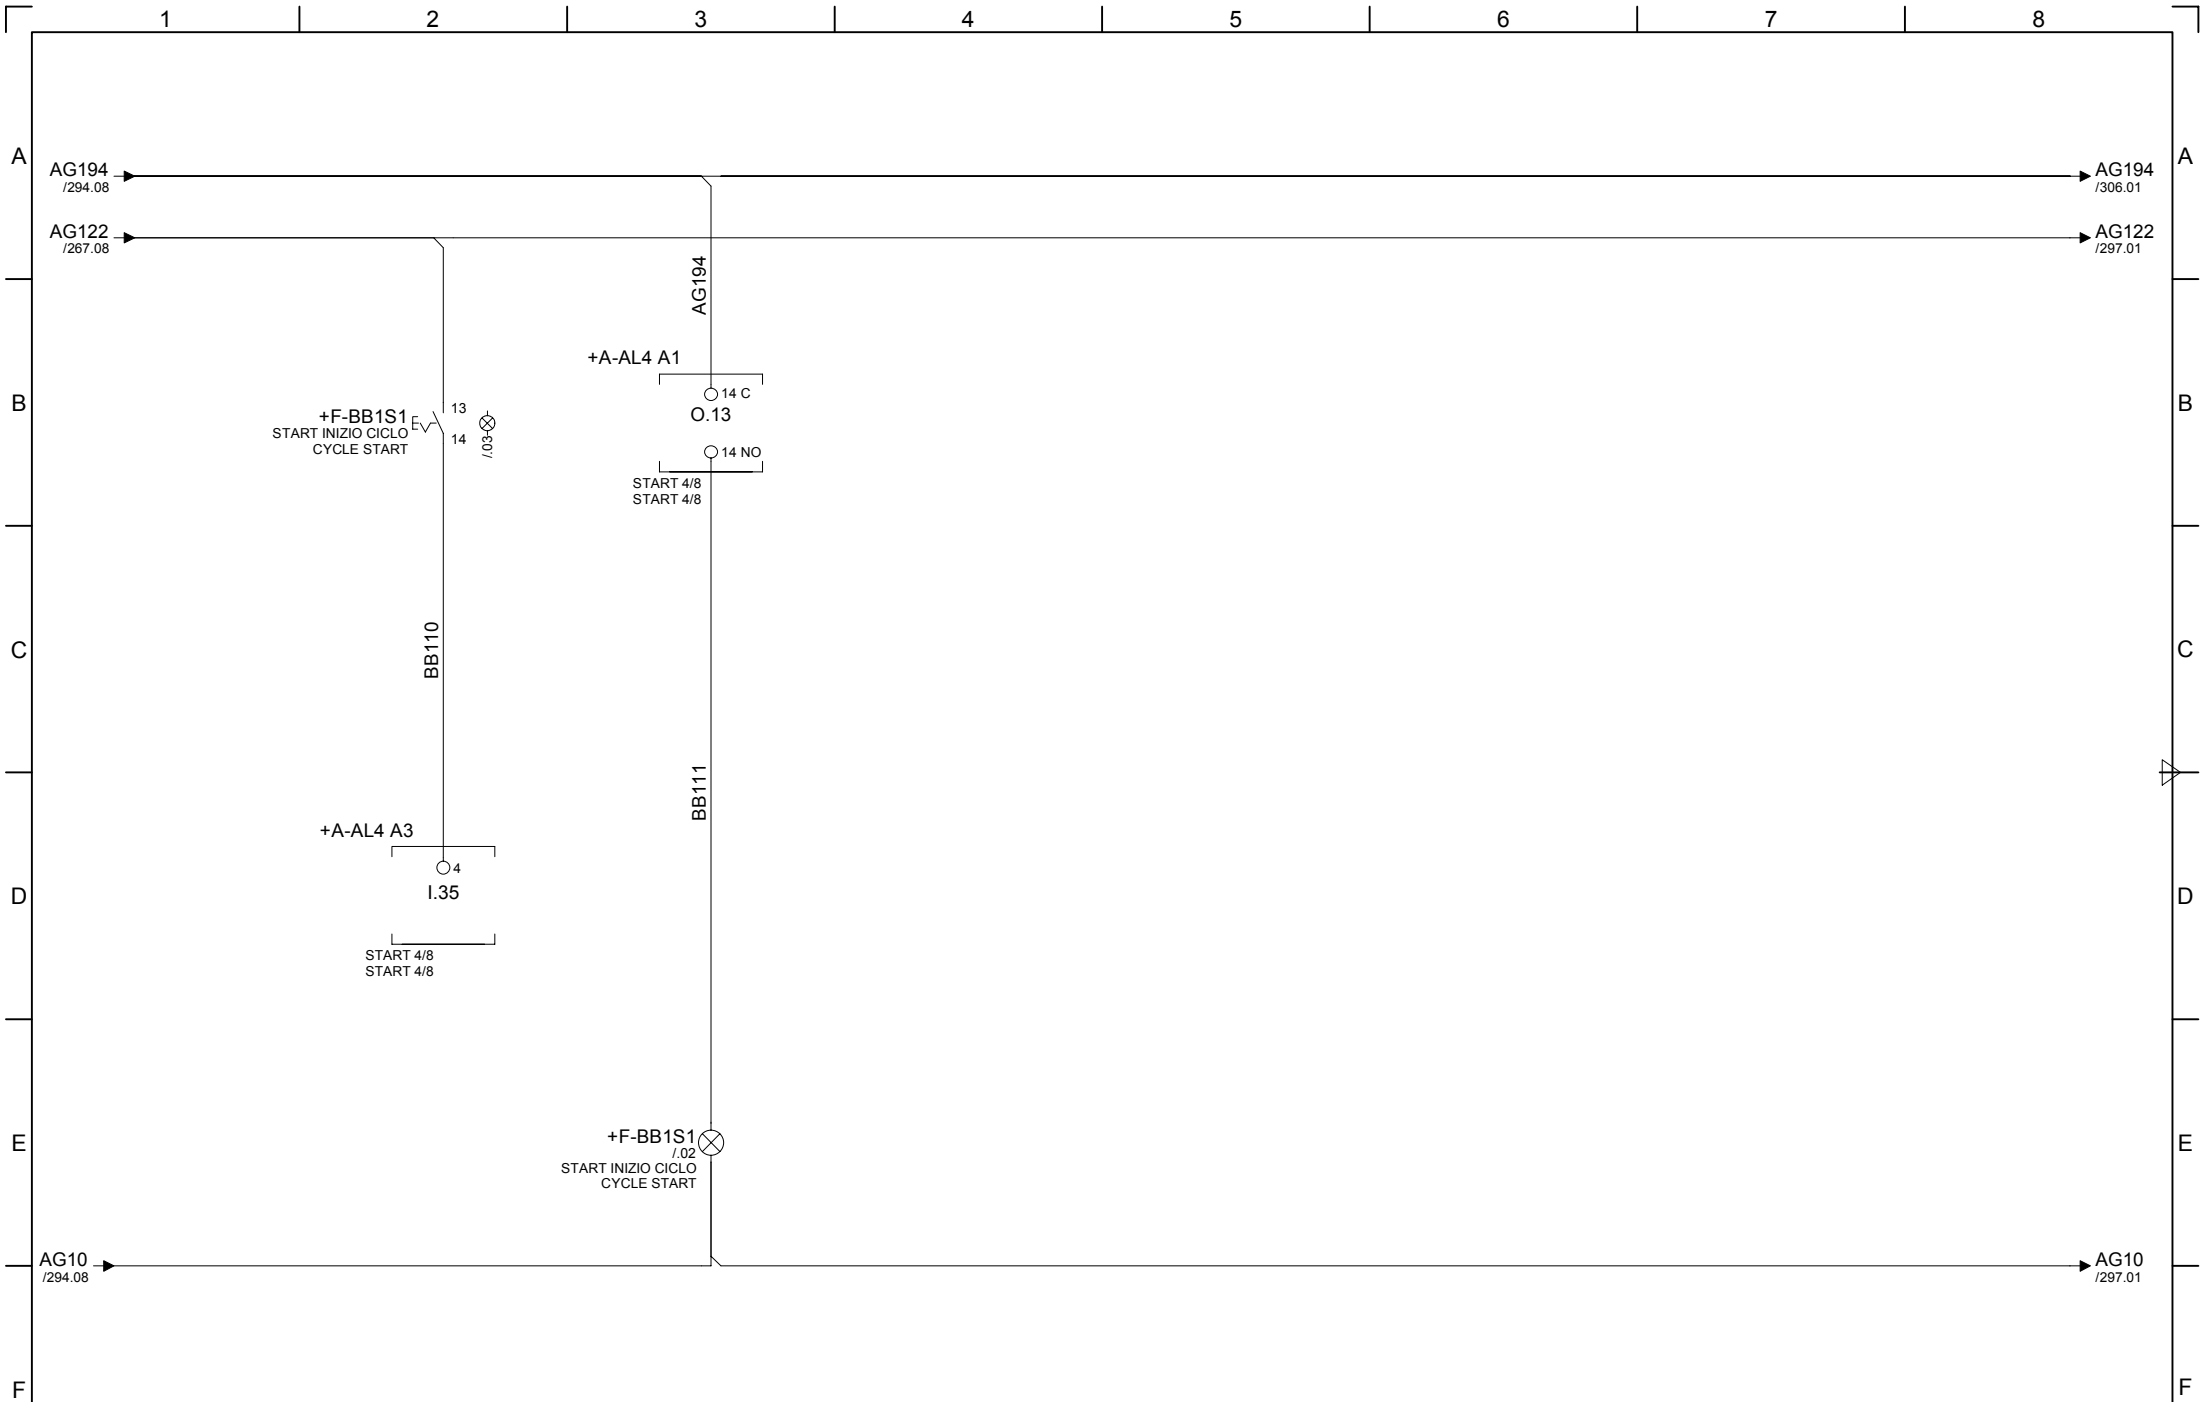 1 2 3 4 5 6 7 8
A A
AG194 AG194
/294.08 /306.01
AG122 AG122
/267.08 /297.01
AG194
+A-AL4 A1
14 C
O.13
14 NO
START 4/8
START 4/8
B B
+F-BB1S1 13
START INIZIO CICLO 14
CYCLE START
/.03
C C
BB110
BB111
+A-AL4 A3
4
I.35
START 4/8
START 4/8
D D
E E
+F-BB1S1
/.02
START INIZIO CICLO
CYCLE START
AG10 AG10
/294.08 /297.01
F F